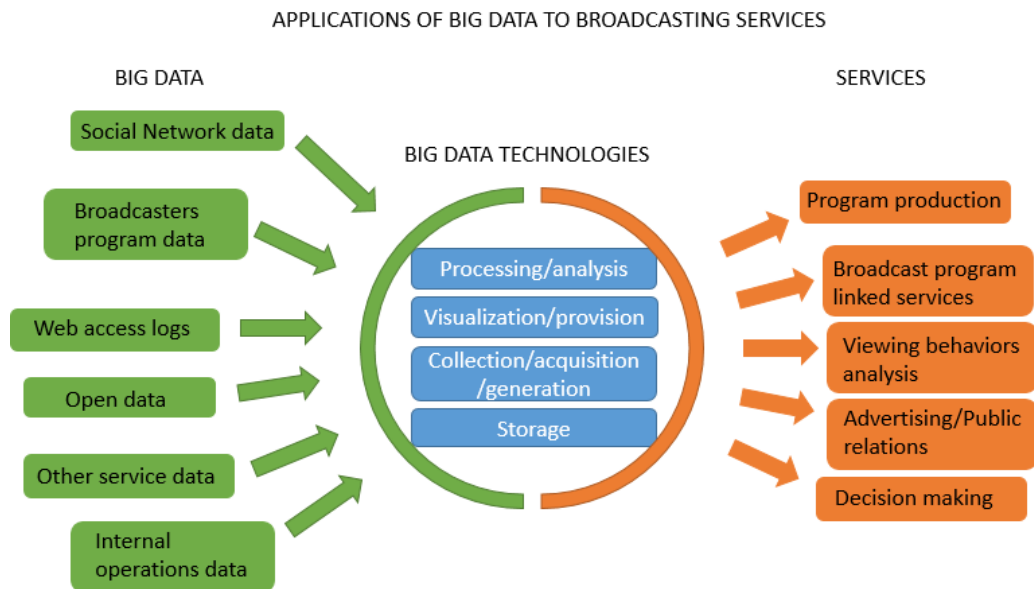 APPLICATIONS OF BIG DATA TO BROADCASTING SERVICES
BIG DATA
Social Network data
Broadcasters
program data
Web access logs
Open data
Other service data
Internal
operations data
BIG DATA TECHNOLOGIES
Processing/analysis
Visualization/provision
Collection/acquisition
/generation
Storage
SERVICES
Program production
Broadcast program
linked services
Viewing behaviors
analysis
Advertising/Public
relations
Decision making